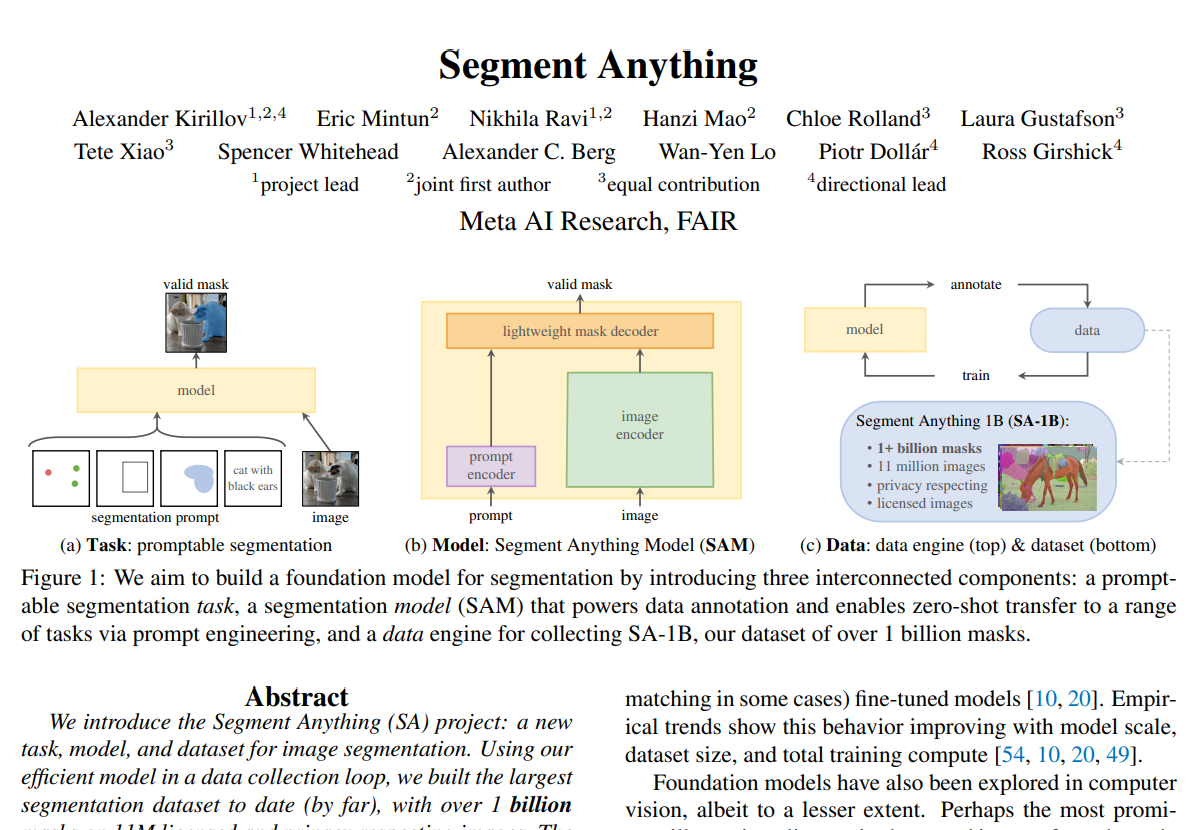 Segment Anything
Alexander Kirillov1,2,4 Eric Mintun2 Nikhila Ravi1,2 Hanzi Mao2 Chloe Rolland3 Laura Gustafson3
Tete Xiao3 Spencer Whitehead Alexander C. Berg Wan-Yen Lo Piotr Dollár4 Ross Girshick4
1project lead 2joint first author 3equal contribution 4directional lead
Meta AI Research, FAIR
valid mask
model
cat with
black ears
segmentation prompt
image
(a) Task: promptable segmentation
valid mask
lightweight mask decoder
image
encoder
prompt
encoder
prompt
image
(b) Model: Segment Anything Model (SAM)
annotate
model
data
train
Segment Anything 1B (SA-1B):
• 1+ billion masks
• 11 million images
• privacy respecting
• licensed images
(c) Data: data engine (top) & dataset (bottom)
Figure 1: We aim to build a foundation model for segmentation by introducing three interconnected components: a prompt-
able segmentation task, a segmentation model (SAM) that powers data annotation and enables zero-shot transfer to a range
of tasks via prompt engineering, and a data engine for collecting SA-1B, our dataset of over 1 billion masks.
Abstract
We introduce the Segment Anything (SA) project: a new
task, model, and dataset for image segmentation. Using our
efficient model in a data collection loop, we built the largest
segmentation dataset to date (by far), with over 1 billion
matching in some cases) fine-tuned models [10, 20]. Empir-
ical trends show this behavior improving with model scale,
dataset size, and total training compute [54, 10, 20, 49].
Foundation models have also been explored in computer
vision, albeit to a lesser extent. Perhaps the most promi-